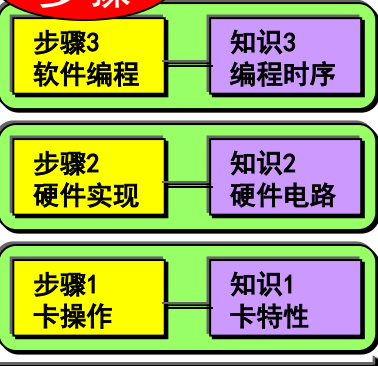 步骤
步骤3
软件编程
知识3
编程时序
步骤2
硬件实现
知识2
硬件电路
步骤1
卡操作
知识1
卡特性